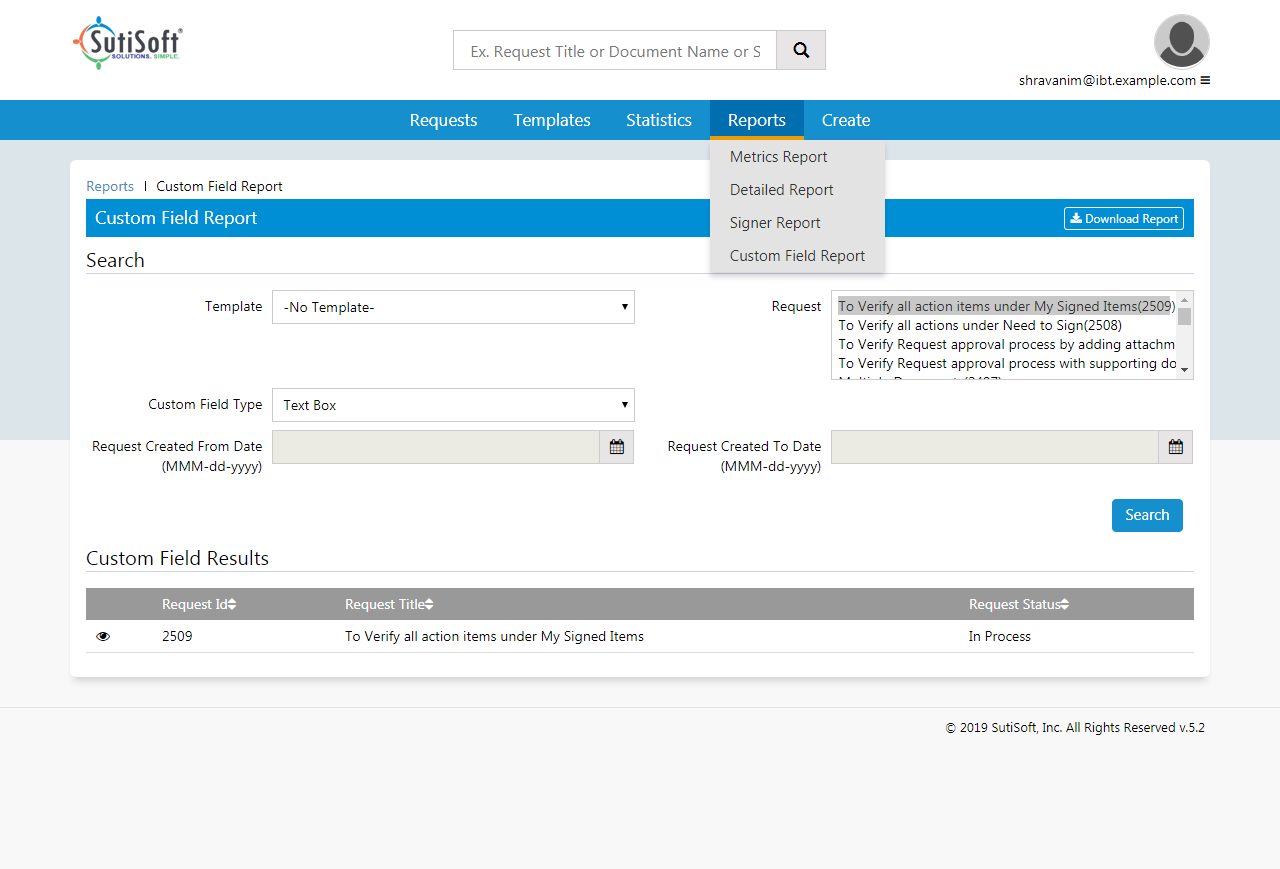 SutiSoft®
SOLUTIONS. SIMPLE.
Ex. Request Title or Document Name or S
shravanim@ibt.example.com
Requests Templates Statistics Reports Create
Metrics Report
Detailed Report
Signer Report
Custom Field Report
Reports | Custom Field Report
Custom Field Report Download Report
Search
Template -No Template-
Request To Verify all action items under My Signed Items(2509)
To Verify all actions under Need to Sign(2508)
To Verify Request approval process by adding attachm
To Verify Request approval process with supporting do
Custom Field Type Text Box
Request Created From Date
(MMM-dd-yyyy)
Request Created To Date
(MMM-dd-yyyy)
Search
Custom Field Results
Request Id Request Title Request Status
2509 To Verify all action items under My Signed Items In Process
© 2019 SutiSoft, Inc. All Rights Reserved v.5.2